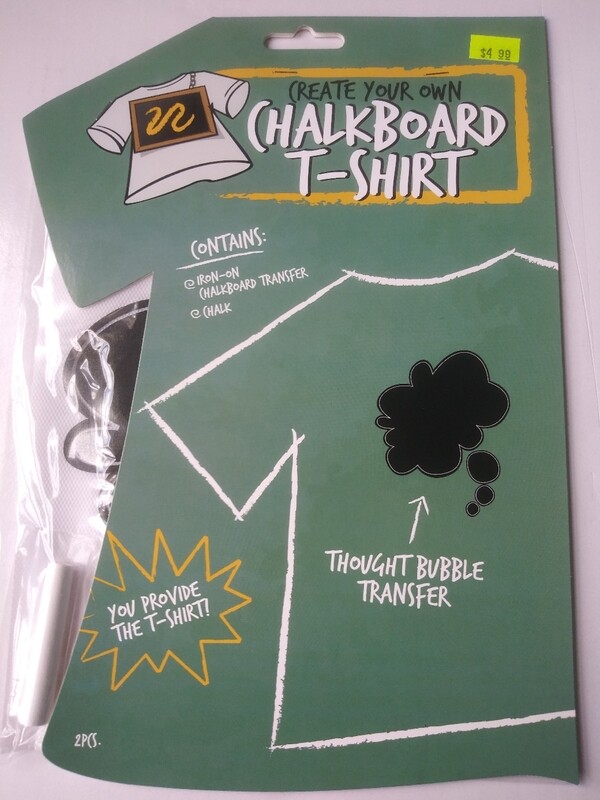 $4.99
CREATE YOUR OWN
CHALKBOARD
T-SHIRT
CONTAINS:
IRON-ON
CHALKBOARD TRANSFER
CHALK
THOUGHT BUBBLE
TRANSFER
YOU PROVIDE
THE T-SHIRT!
2PCS.